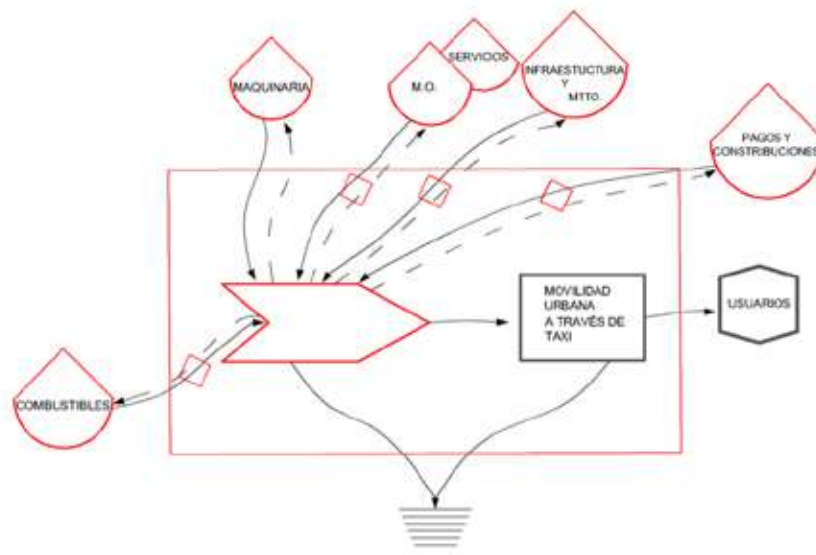 MAQUINARIA
M.O.
SERVICIOS
INFRAESTUCTURA
Y
MTTO.
PAGOS Y
CONSTRIBUCIONES
MOVILIDAD
URBANA
A TRAVÉS DE
TAXI
USUARIOS
COMBUSTIBLES